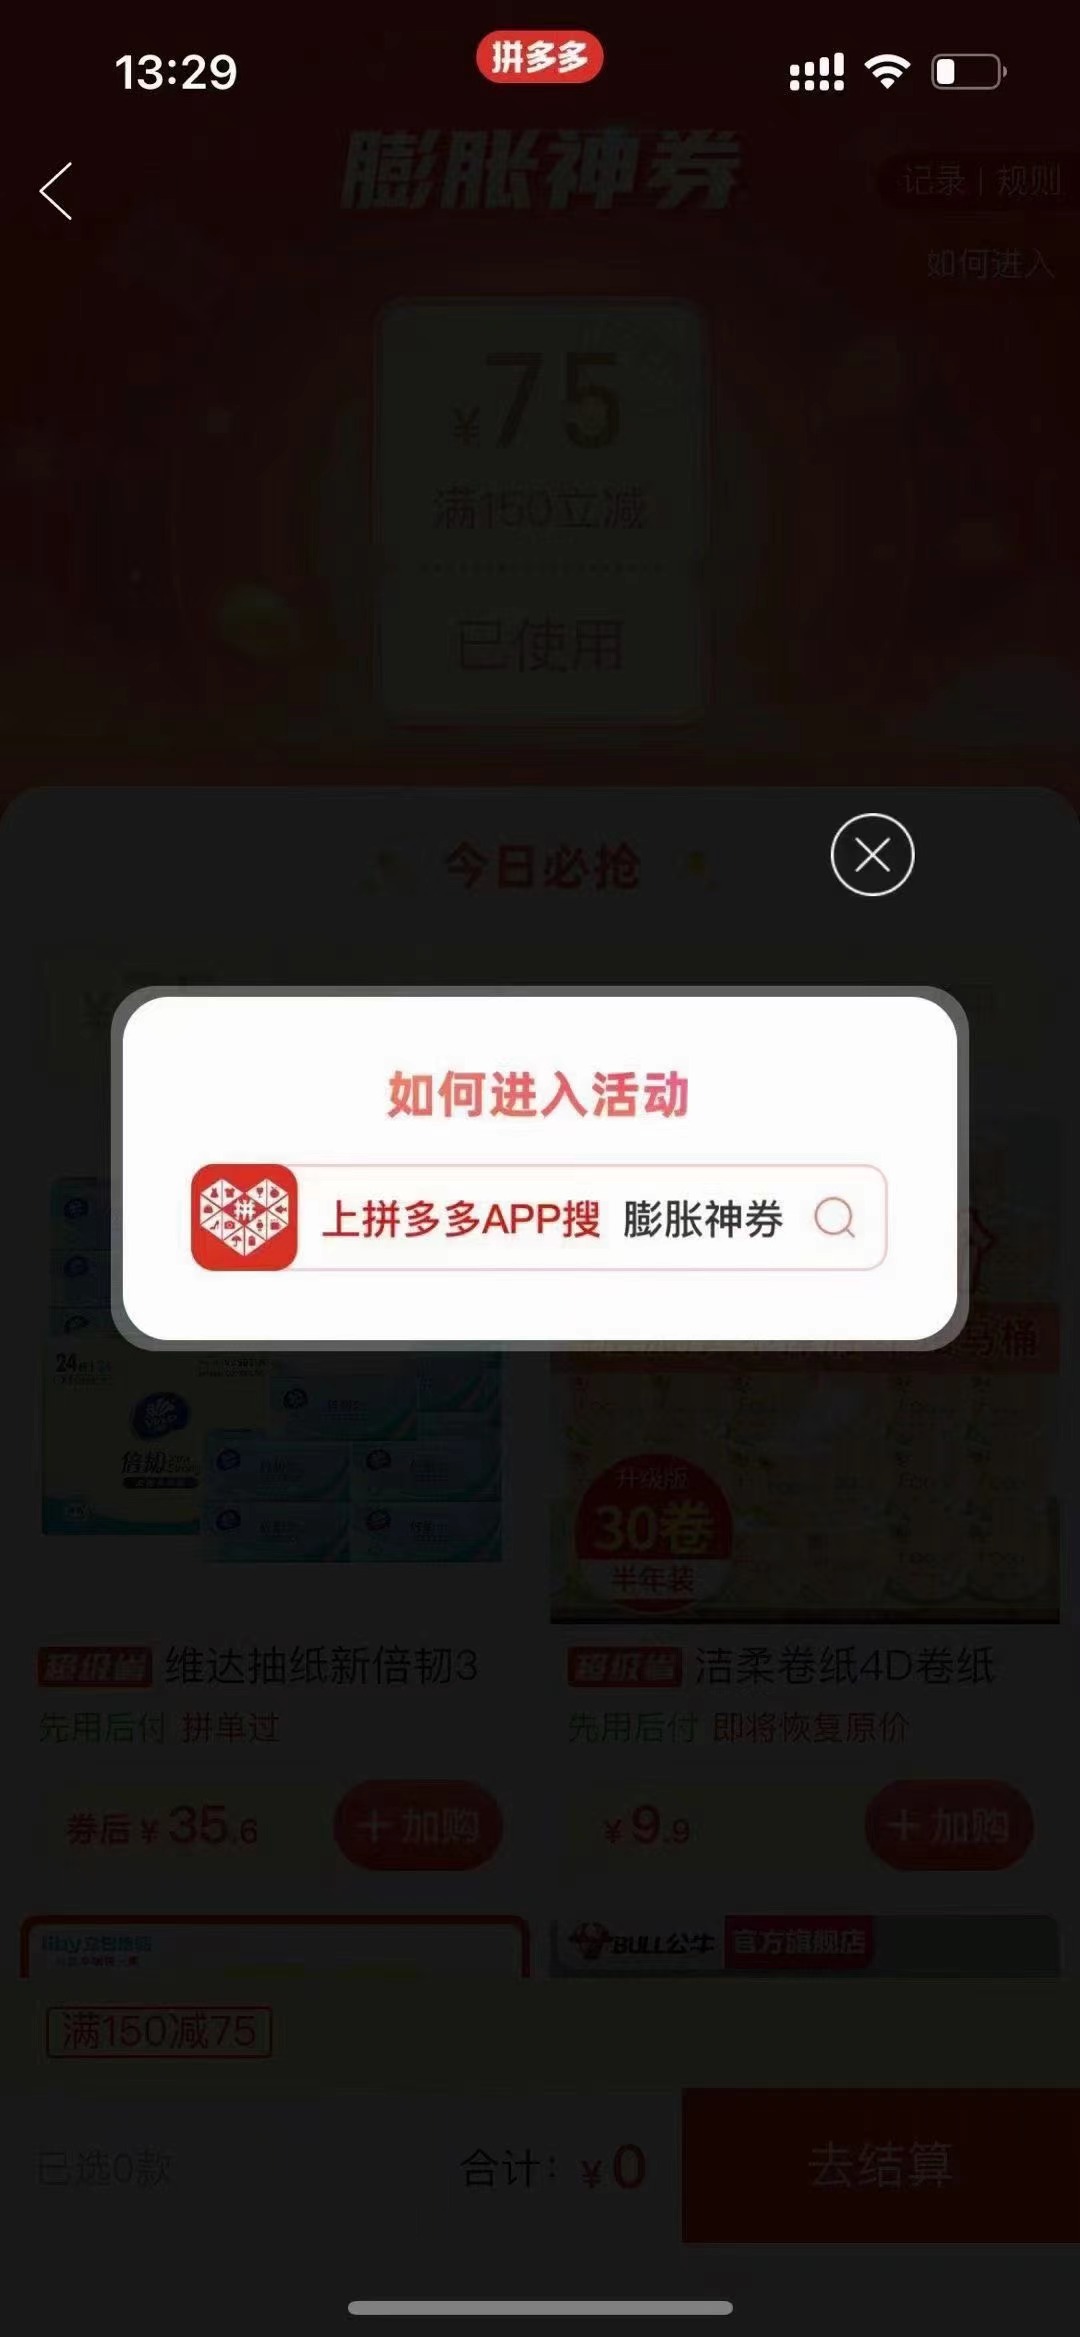 13:29
拼多多
膨胀神券
记录 | 规则
如何进入
¥75
满150立减
已使用
今日必抢
如何进入活动
拼
上拼多多APP搜 膨胀神券
马桶
24
倍韧
升级版
30卷
半年装
超级省 维达抽纸新倍韧3
超级省 洁柔卷纸4D卷纸
先用后付 拼单过
先用后付 即将恢复原价
券后 ¥35.6
+加购
¥9.9
+加购
BULL公牛 官方旗舰店
满150减75
已选0款
合计: ¥0
去结算